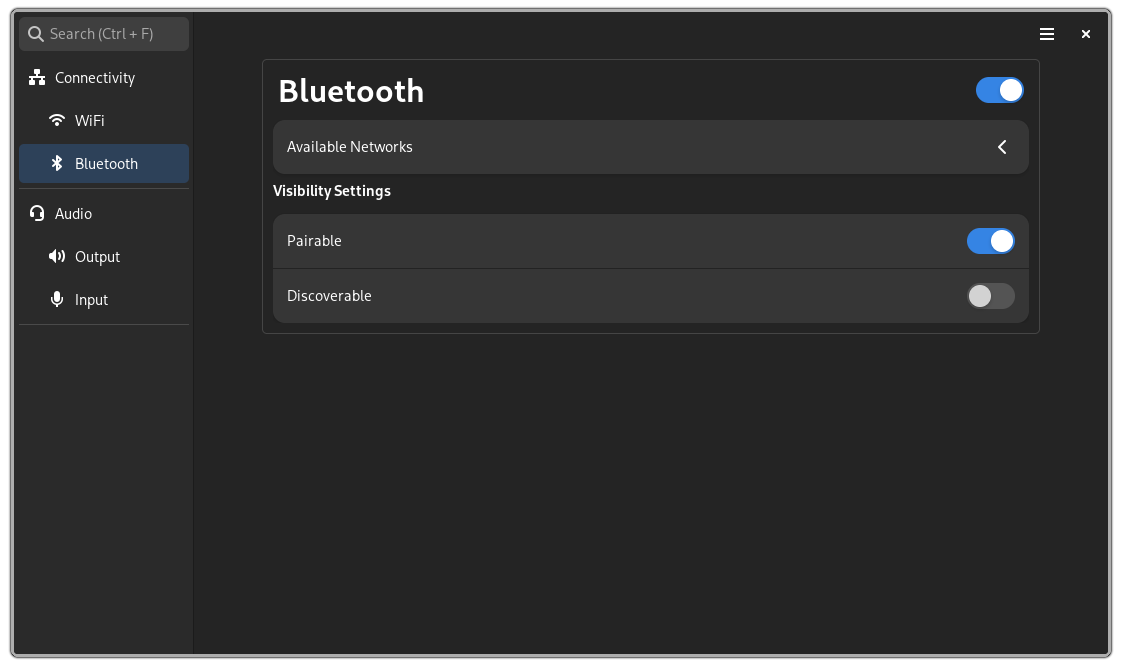 Search (Ctrl + F)
Connectivity
WiFi
Bluetooth
Audio
Output
Input
Bluetooth
Available Networks
Visibility Settings
Pairable
Discoverable